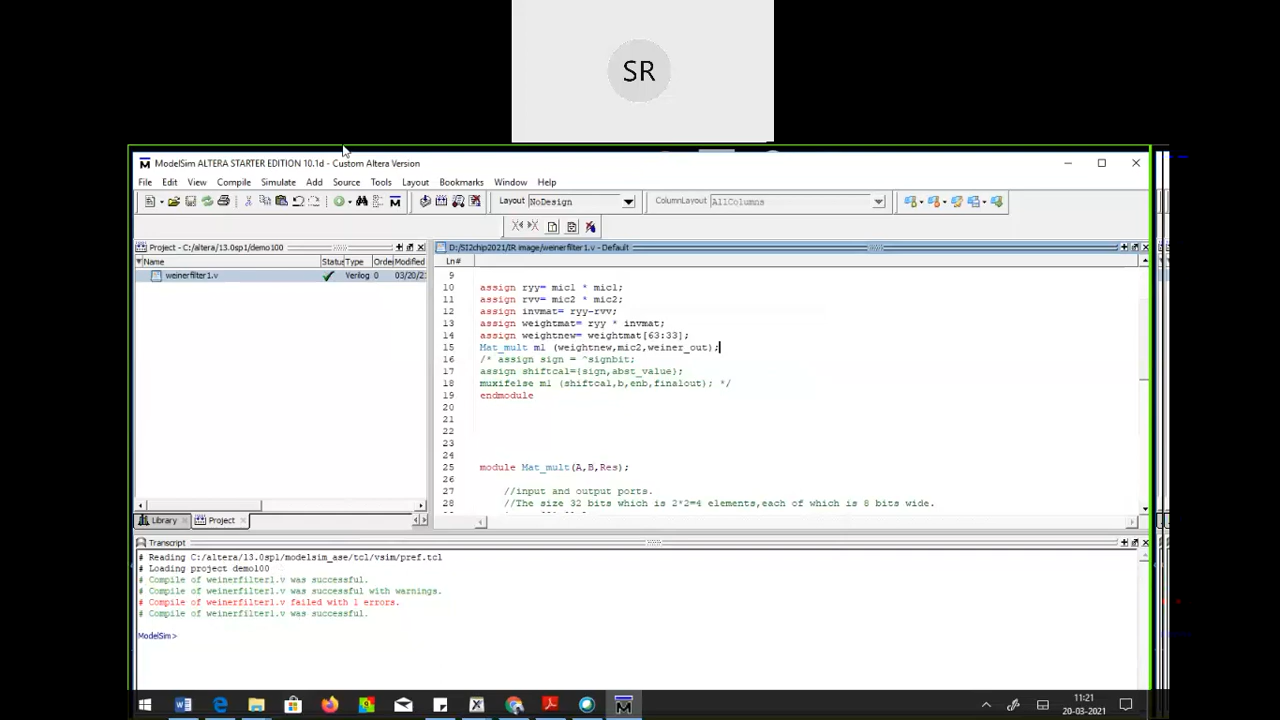 SR
ModelSim ALTERA STARTER EDITION 10.1d - Custom Altera Version
File Edit View Compile Simulate Add Source Tools Layout Bookmarks Window Help
Layout NoDesign
ColumnLayout AllColumns
Project - C:/altera/13.0sp1/demo100
D:/SI2chip2021/IR image/weinerfilter1.v - Default
Name Status Type Order Modified
Ln#
weinerfilter1.v Verilog 0 03/20/2
9
10 assign ryy= mic1 * mic1;
11 assign rvv= mic2 * mic2;
12 assign invmat= ryy-rvv;
13 assign weightmat= ryy * invmat;
14 assign weightnew= weightmat[63:33];
15 Mat_mult m1 (weightnew,mic2,weiner_out);
16 /* assign sign = ^signbit;
17 assign shiftcal={sign,abst_value};
18 muxifelse m1 (shiftcal,b,enb,finalout); */
19 endmodule
20
21
22
23
24
25 module Mat_mult(A,B,Res);
26
27 //input and output ports.
28 //The size 32 bits which is 2*2=4 elements,each of which is 8 bits wide.
Library Project
Transcript
# Reading C:/altera/13.0sp1/modelsim_ase/tcl/vsim/pref.tcl
# Loading project demo100
# Compile of weinerfilter1.v was successful.
# Compile of weinerfilter1.v was successful with warnings.
# Compile of weinerfilter1.v failed with 1 errors.
# Compile of weinerfilter1.v was successful.
ModelSim>
11:21
20-03-2021